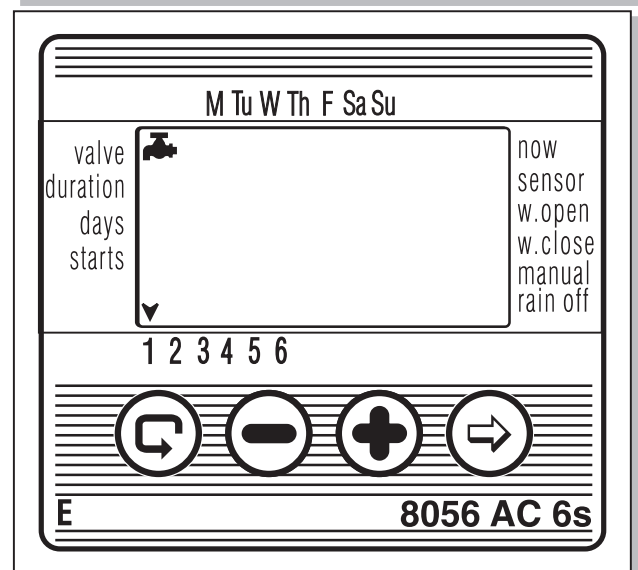 M Tu W Th F Sa Su
valve
duration
days
starts
now
sensor
w.open
w.close
manual
rain off
1 2 3 4 5 6
E
8056 AC 6s